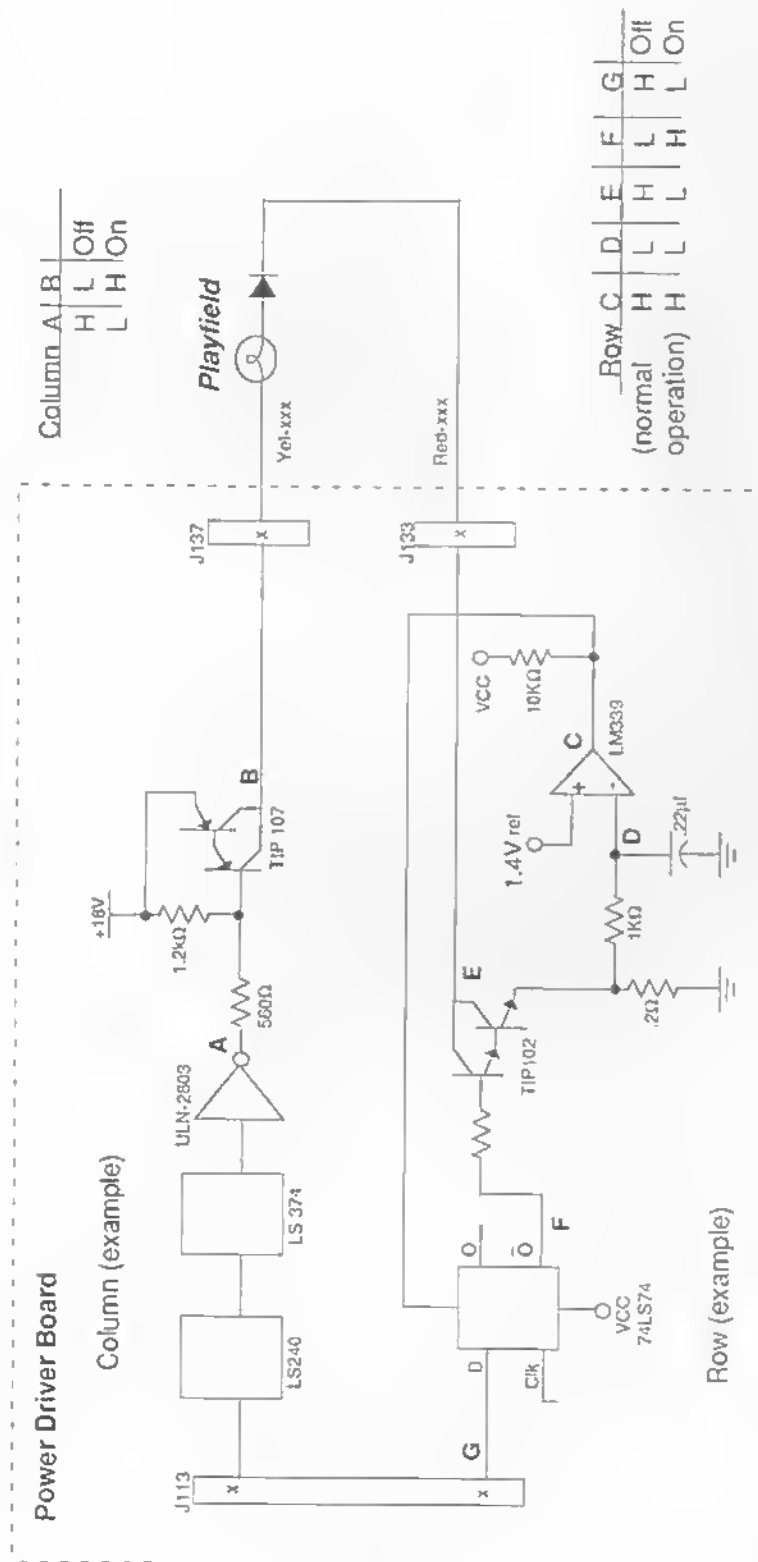 Power Driver Board
Column (example)
J113
x
LS240
LS 374
ULN-2803
A
560Ω
1.2kΩ
+18V
TIP 107
B
J137
x
Yel-xxx
Playfield
Column A B
H L Off
L H On
G
D
Clk
VCC
74LS74
Q
Q̅
F
TIP102
E
.2Ω
1KΩ
D
.22µf
1.4V ref
+
-
C
LM339
VCC
10KΩ
J133
x
Red-xxx
x
Row (example)
Row C D E F G
(normal H L H L H Off
operation) H L L H L On